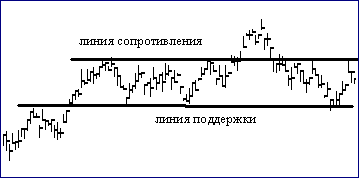 линия сопротивления
линия поддержки